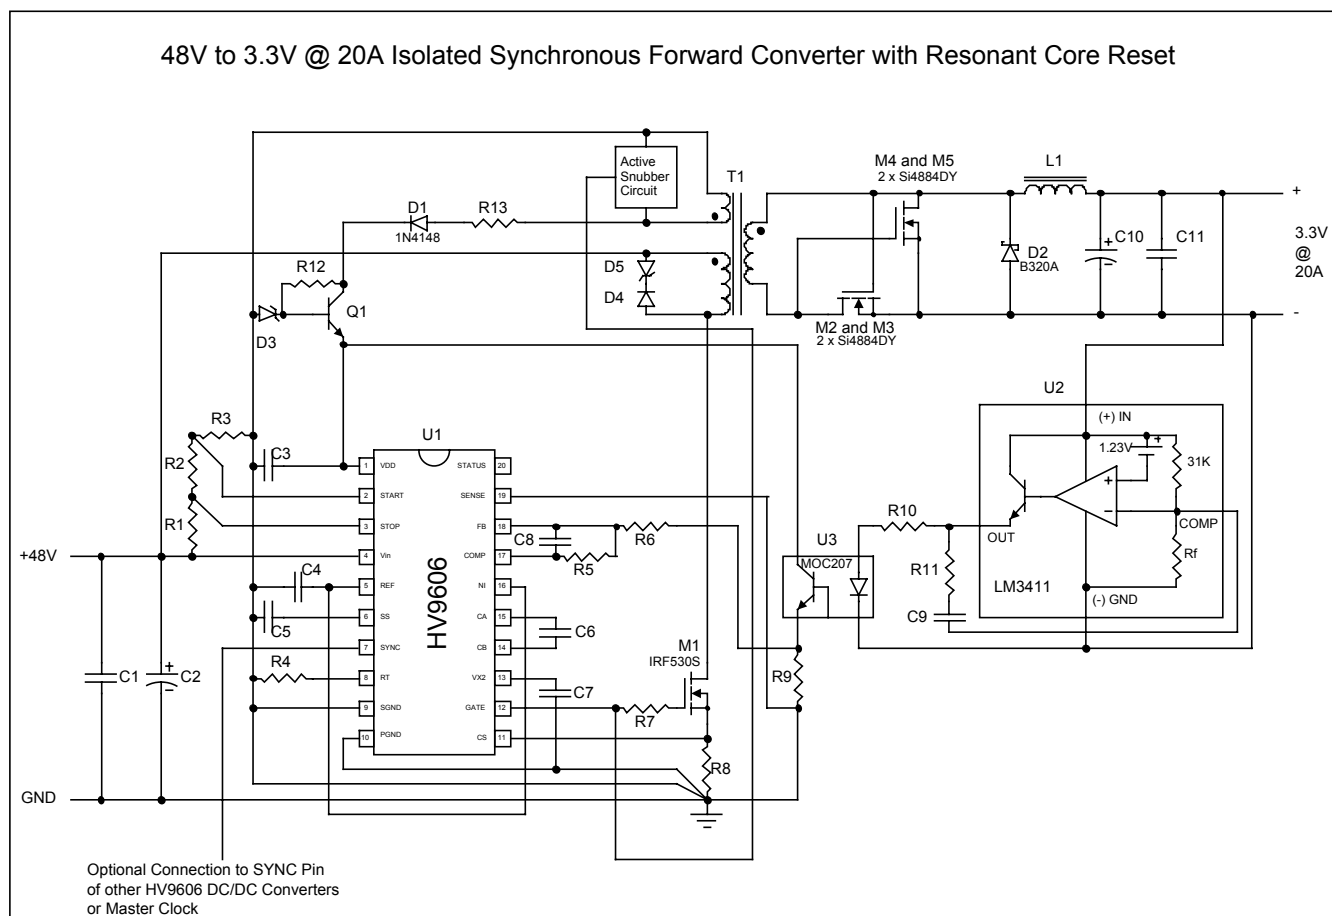 48V to 3.3V @ 20A Isolated Synchronous Forward Converter with Resonant Core Reset
Active
Snubber
Circuit
T1
M4 and M5
2 x Si4884DY
L1
+
D1
1N4148
R13
3.3V
@
20A
C10
+
–
C11
D2
B320A
R12
D5
D4
Q1
D3
M2 and M3
2 x Si4884DY
-
U2
(+) IN
1.23V
+
31K
+
–
COMP
OUT
Rf
LM3411
(-) GND
R3
R2
R1
C3
U1
HV9606
1
VDD
2
START
3
STOP
4
Vin
5
REF
6
SS
7
SYNC
8
RT
9
SGND
10
PGND
STATUS
20
SENSE
19
FB
18
COMP
17
NI
16
CA
15
CB
14
VX2
13
GATE
12
CS
11
C8
R6
R5
R10
U3
MOC207
R11
C9
+48V
C4
C5
C6
M1
IRF530S
R4
C7
R9
C1
+
–
C2
R7
R8
GND
Optional Connection to SYNC Pin
of other HV9606 DC/DC Converters
or Master Clock